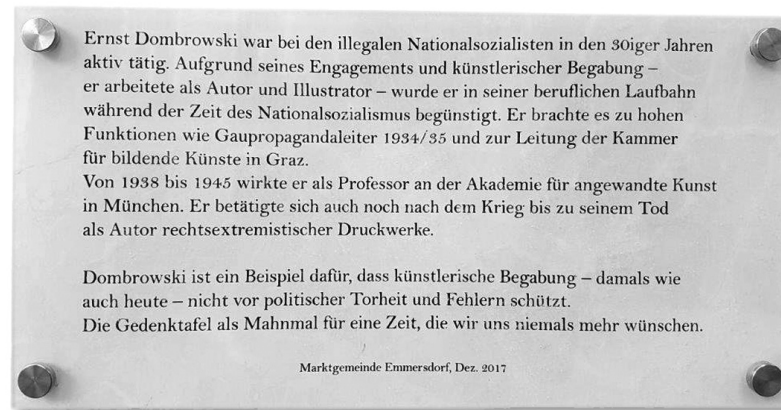 Ernst Dombrowski war bei den illegalen Nationalsozialisten in den 30iger Jahren
aktiv tätig. Aufgrund seines Engagements und künstlerischer Begabung –
er arbeitete als Autor und Illustrator – wurde er in seiner beruflichen Laufbahn
während der Zeit des Nationalsozialismus begünstigt. Er brachte es zu hohen
Funktionen wie Gaupropagandaleiter 1934/35 und zur Leitung der Kammer
für bildende Künste in Graz.
Von 1938 bis 1945 wirkte er als Professor an der Akademie für angewandte Kunst
in München. Er betätigte sich auch noch nach dem Krieg bis zu seinem Tod
als Autor rechtsextremistischer Druckwerke.
Dombrowski ist ein Beispiel dafür, dass künstlerische Begabung – damals wie
auch heute – nicht vor politischer Torheit und Fehlern schützt.
Die Gedenktafel als Mahnmal für eine Zeit, die wir uns niemals mehr wünschen.
Marktgemeinde Emmersdorf, Dez. 2017